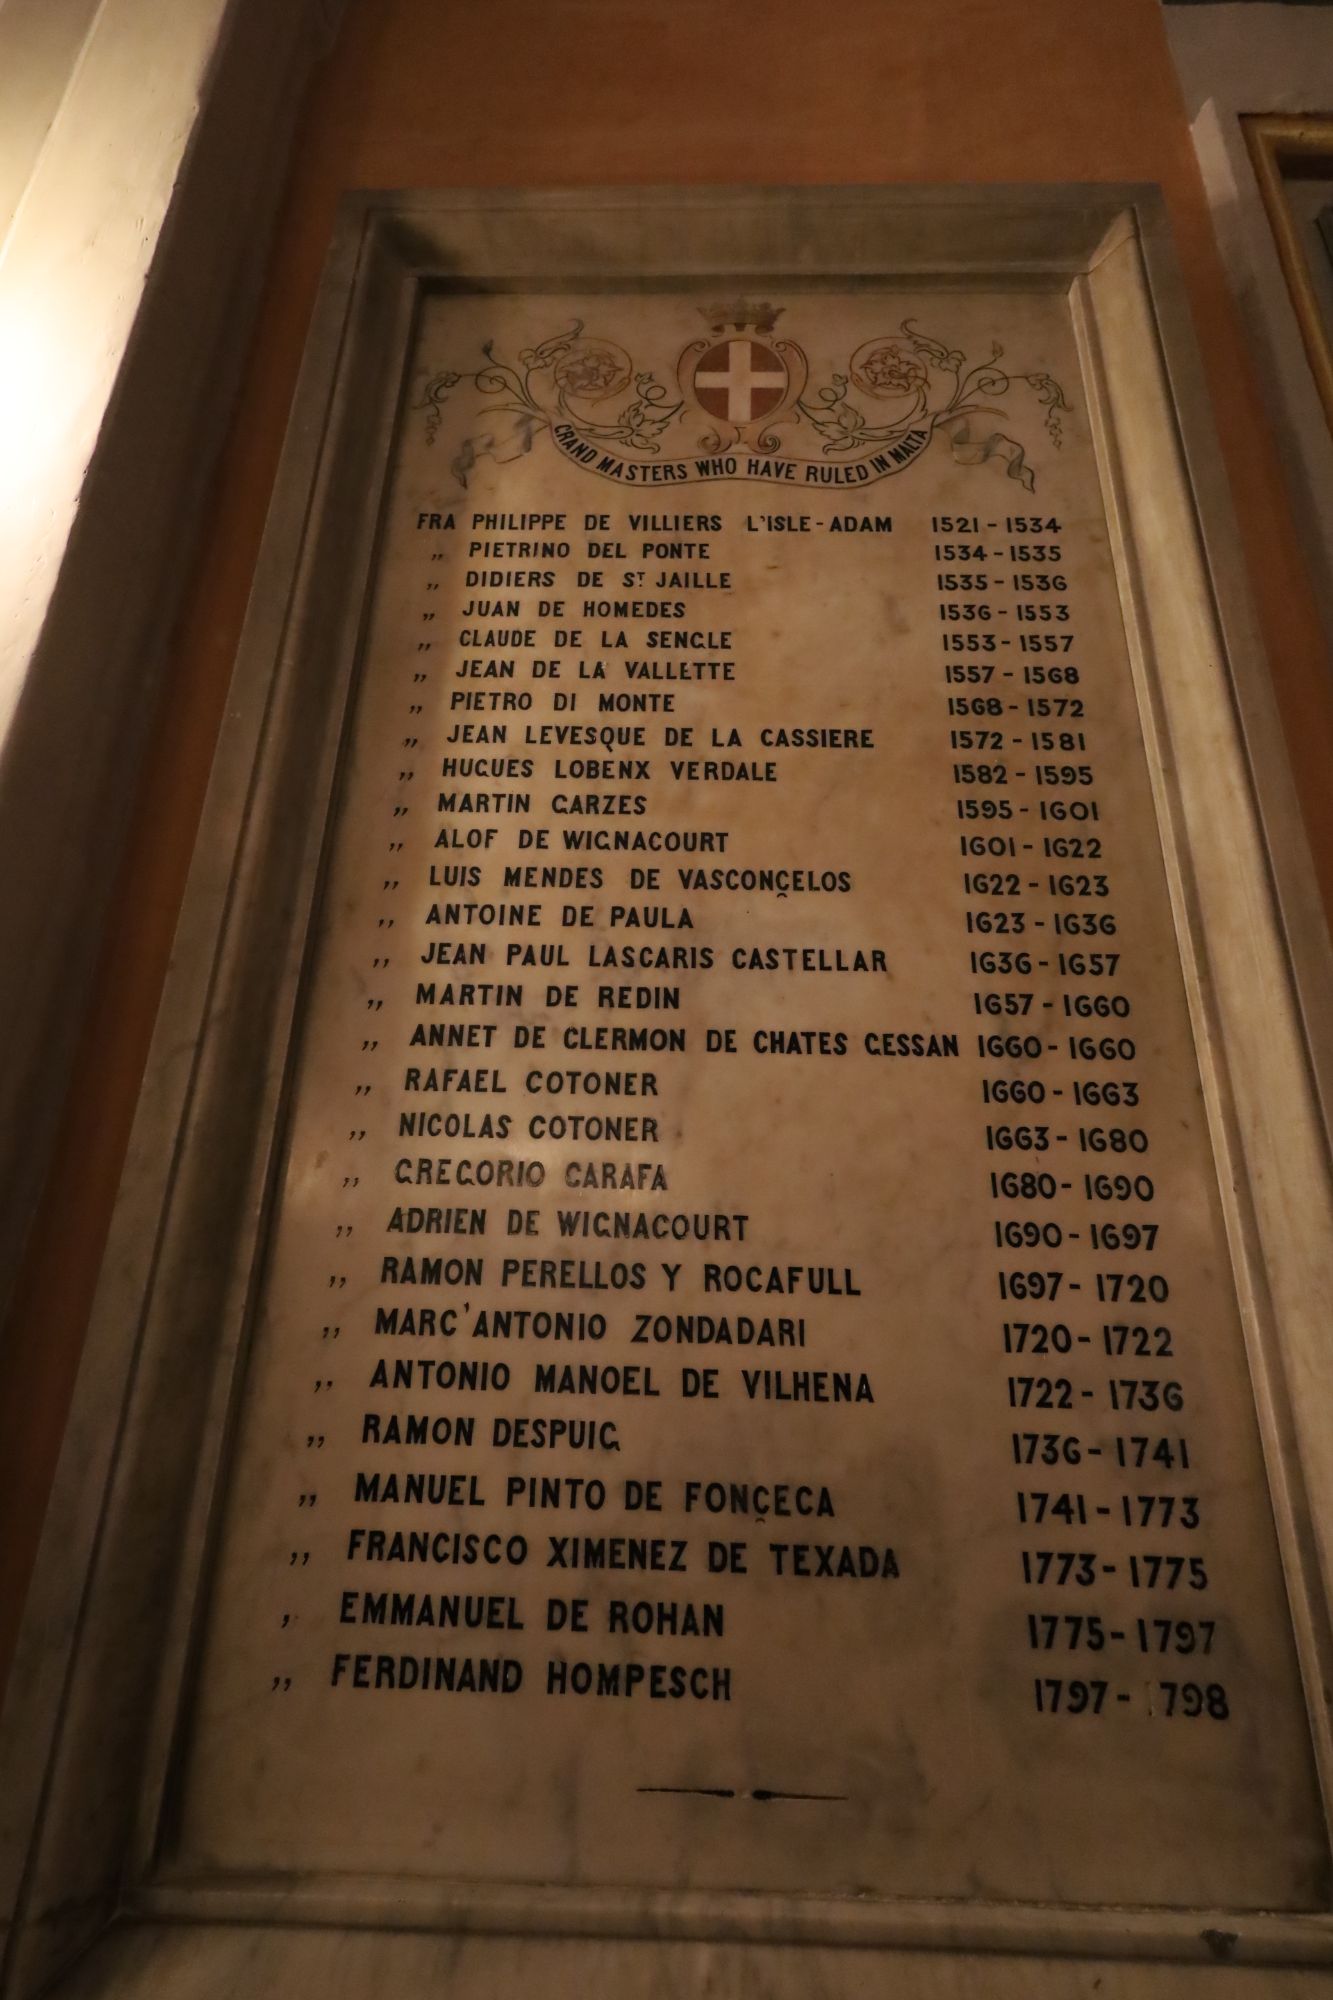 GRAND MASTERS WHO HAVE RULED IN MALTA
FRA PHILIPPE DE VILLIERS L'ISLE-ADAM 1521 - 1534
„ PIETRINO DEL PONTE 1534 - 1535
„ DIDIERS DE ST JAILLE 1535 - 1536
„ JUAN DE HOMEDES 1536 - 1553
„ CLAUDE DE LA SENGLE 1553 - 1557
„ JEAN DE LA VALLETTE 1557 - 1568
„ PIETRO DI MONTE 1568 - 1572
„ JEAN LEVESQUE DE LA CASSIERE 1572 - 1581
„ HUGUES LOBENX VERDALE 1582 - 1595
„ MARTIN GARZES 1595 - 1601
„ ALOF DE WIGNACOURT 1601 - 1622
„ LUIS MENDES DE VASCONÇELOS 1622 - 1623
„ ANTOINE DE PAULA 1623 - 1636
„ JEAN PAUL LASCARIS CASTELLAR 1636 - 1657
„ MARTIN DE REDIN 1657 - 1660
„ ANNET DE CLERMON DE CHATES GESSAN 1660 - 1660
„ RAFAEL COTONER 1660 - 1663
„ NICOLAS COTONER 1663 - 1680
„ GREGORIO CARAFA 1680 - 1690
„ ADRIEN DE WIGNACOURT 1690 - 1697
„ RAMON PERELLOS Y ROCAFULL 1697 - 1720
„ MARC'ANTONIO ZONDADARI 1720 - 1722
„ ANTONIO MANOEL DE VILHENA 1722 - 1736
„ RAMON DESPUIG 1736 - 1741
„ MANUEL PINTO DE FONÇECA 1741 - 1773
„ FRANCISCO XIMENEZ DE TEXADA 1773 - 1775
, EMMANUEL DE ROHAN 1775 - 1797
„ FERDINAND HOMPESCH 1797 - 1798